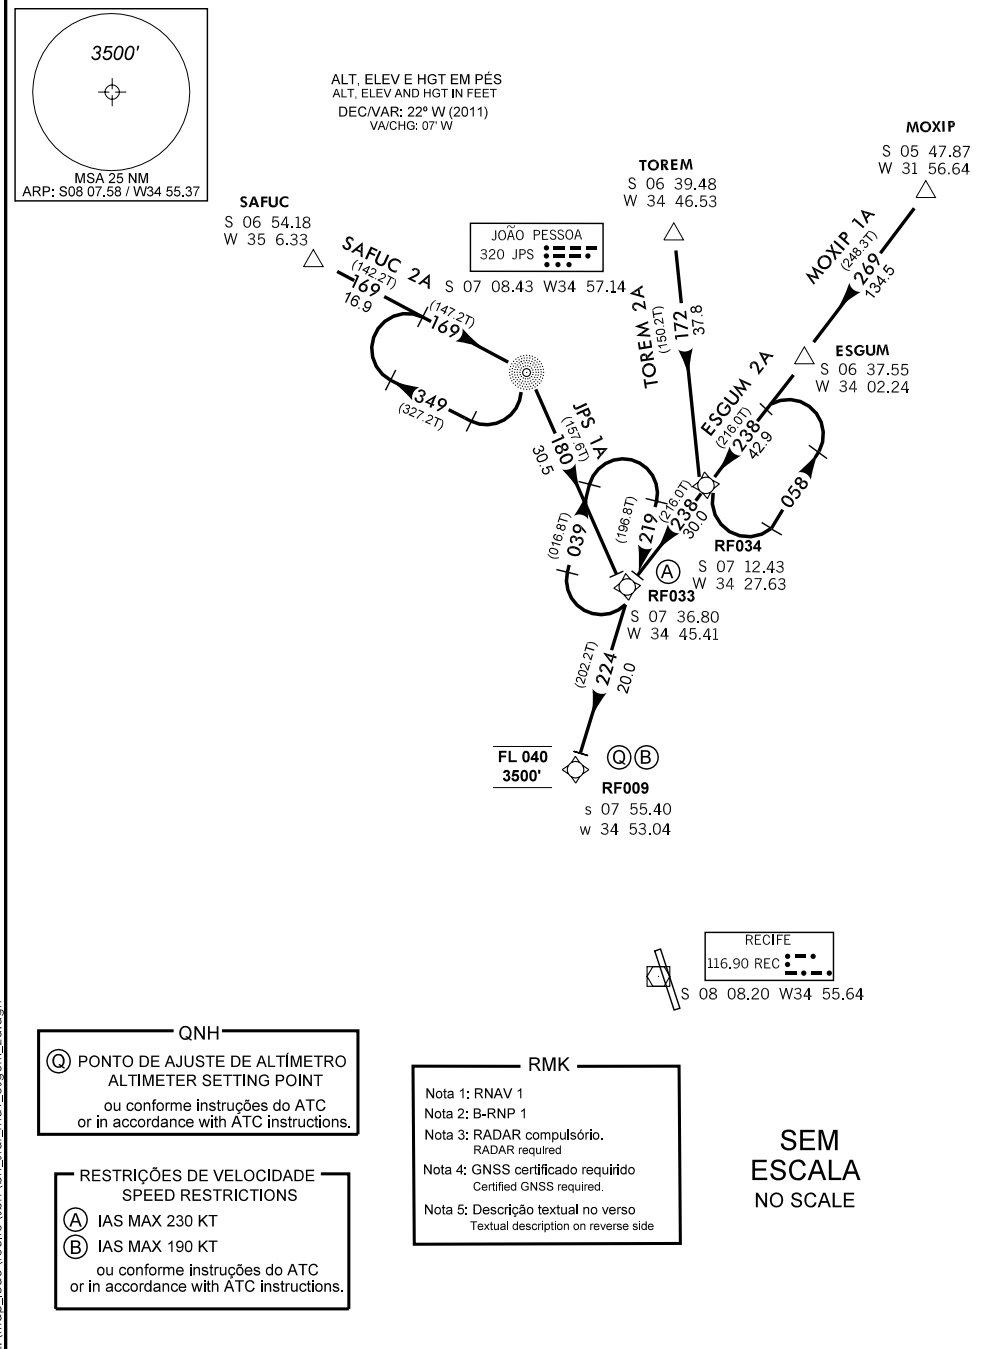 3500'
MSA 25 NM
ARP: S08 07.58 / W34 55.37
ALT, ELEV E HGT EM PÉS
ALT, ELEV AND HGT IN FEET
DEC/VAR: 22º W (2011)
VA/CHG: 07' W
MOXIP
S 05 47.87
W 31 56.64
TOREM
S 06 39.48
W 34 46.53
SAFUC
S 06 54.18
W 35 6.33
JOÃO PESSOA
320 JPS
S 07 08.43 W34 57.14
SAFUC 2A
(142.2T)
169
16.9
(147.2T)
169
349
(327.2T)
TOREM 2A
(150.2T)
172
37.8
MOXIP 1A
(248.3T)
269
134.5
ESGUM
S 06 37.55
W 34 02.24
ESGUM 2A
(216.0T)
238
42.9
058
JPS 1A
(157.6T)
180
30.5
(016.8T)
039
(196.8T)
219
(216.0T)
238
30.0
RF034
S 07 12.43
W 34 27.63
A
RF033
S 07 36.80
W 34 45.41
(202.2T)
224
20.0
FL 040
3500'
Q B
RF009
S 07 55.40
W 34 53.04
RECIFE
116.90 REC
S 08 08.20 W34 55.64
QNH
Q PONTO DE AJUSTE DE ALTÍMETRO
ALTIMETER SETTING POINT
ou conforme instruções do ATC
or in accordance with ATC instructions.
RESTRIÇÕES DE VELOCIDADE
SPEED RESTRICTIONS
A IAS MAX 230 KT
B IAS MAX 190 KT
ou conforme instruções do ATC
or in accordance with ATC instructions.
RMK
Nota 1: RNAV 1
Nota 2: B-RNP 1
Nota 3: RADAR compulsório.
RADAR required
Nota 4: GNSS certificado requirido
Certified GNSS required.
Nota 5: Descrição textual no verso
Textual description on reverse side
SEM
ESCALA
NO SCALE